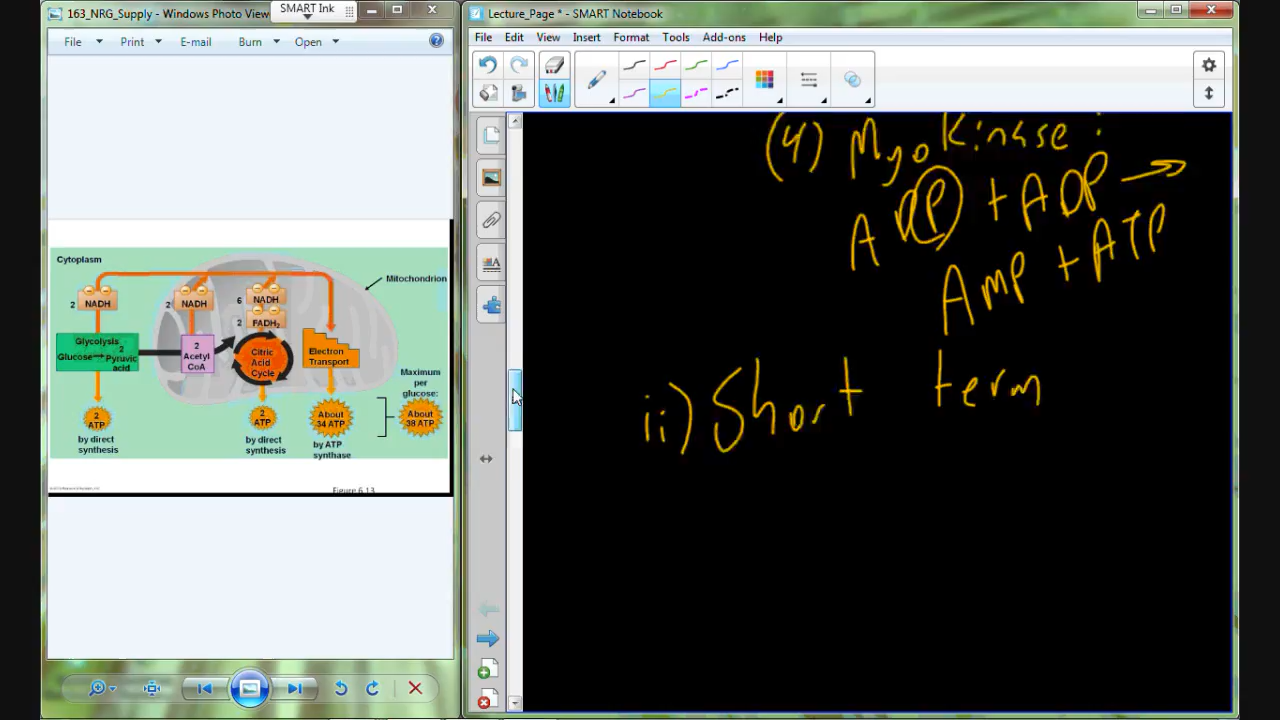 163_NRG_Supply - Windows Photo View
SMART Ink
File Print E-mail Burn Open
Cytoplasm
Mitochondrion
2 NADH
2 NADH
6 NADH
2 FADH₂
Glycolysis
Glucose → 2 Pyruvic acid
2 Acetyl CoA
Citric Acid Cycle
Electron Transport
Maximum per glucose:
2 ATP
by direct synthesis
2 ATP
by direct synthesis
About 34 ATP
by ATP synthase
About 38 ATP
Figure 6.13
Lecture_Page * - SMART Notebook
File Edit View Insert Format Tools Add-ons Help
(4) Myokinase:
ADP + ADP →
AMP + ATP
ii) Short term